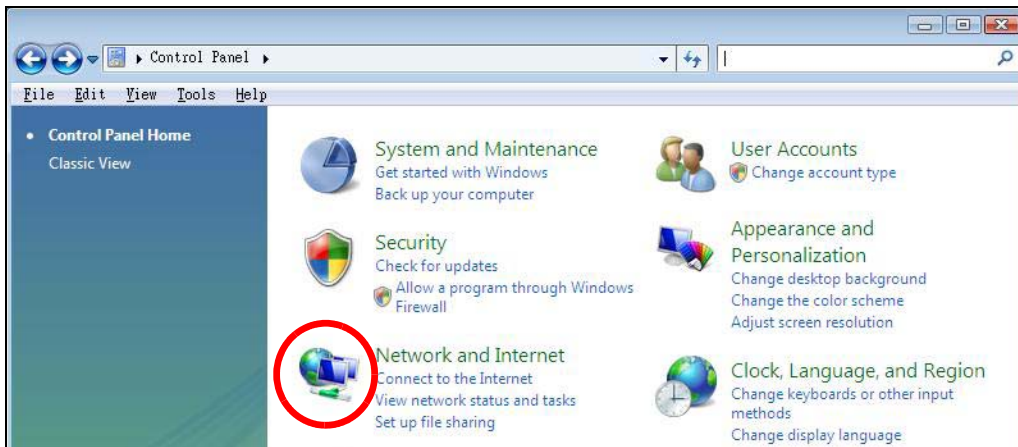 Control Panel
File Edit View Tools Help
Control Panel Home
Classic View
System and Maintenance
Get started with Windows
Back up your computer
Security
Check for updates
Allow a program through Windows
Firewall
Network and Internet
Connect to the Internet
View network status and tasks
Set up file sharing
User Accounts
Change account type
Appearance and
Personalization
Change desktop background
Change the color scheme
Adjust screen resolution
Clock, Language, and Region
Change keyboards or other input
methods
Change display language